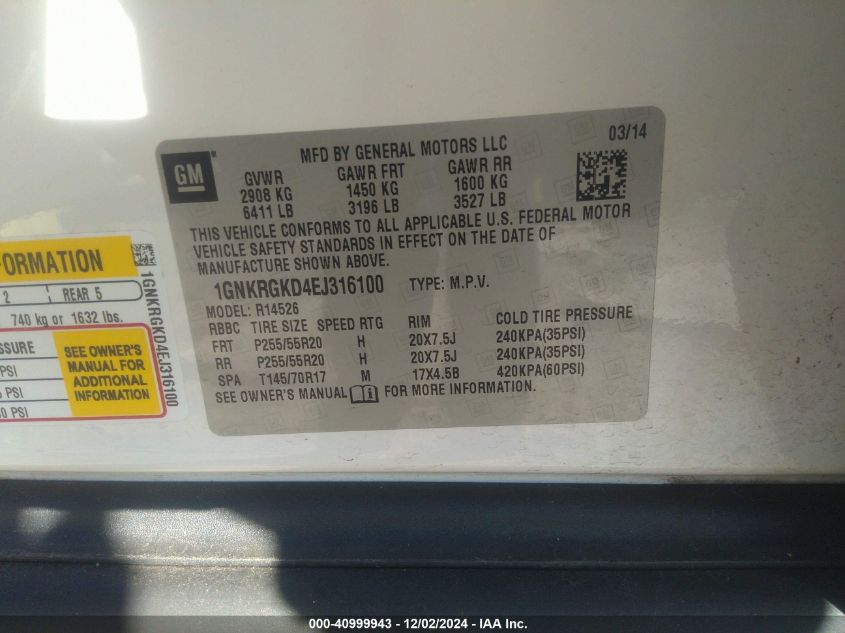 GM
MFD BY GENERAL MOTORS LLC
03/14
GVWR GAWR FRT GAWR RR
2908 KG 1450 KG 1600 KG
6411 LB 3196 LB 3527 LB
THIS VEHICLE CONFORMS TO ALL APPLICABLE U.S. FEDERAL MOTOR
VEHICLE SAFETY STANDARDS IN EFFECT ON THE DATE OF
MANUFACTURE SHOWN ABOVE.
1GNKRGKD4EJ316100 TYPE: M.P.V.
MODEL: R14526
RBBC TIRE SIZE SPEED RTG RIM COLD TIRE PRESSURE
FRT P255/55R20 H 20X7.5J 240KPA(35PSI)
RR P255/55R20 H 20X7.5J 240KPA(35PSI)
SPA T145/70R17 M 17X4.5B 420KPA(60PSI)
SEE OWNER'S MANUAL FOR MORE INFORMATION.
ORMATION
2 REAR 5
740 kg or 1632 lbs.
SSURE
PSI
PSI
0 PSI
SEE OWNER'S
MANUAL FOR
ADDITIONAL
INFORMATION
1GNKRGKD4EJ316100
000-40999943 - 12/02/2024 - IAA Inc.